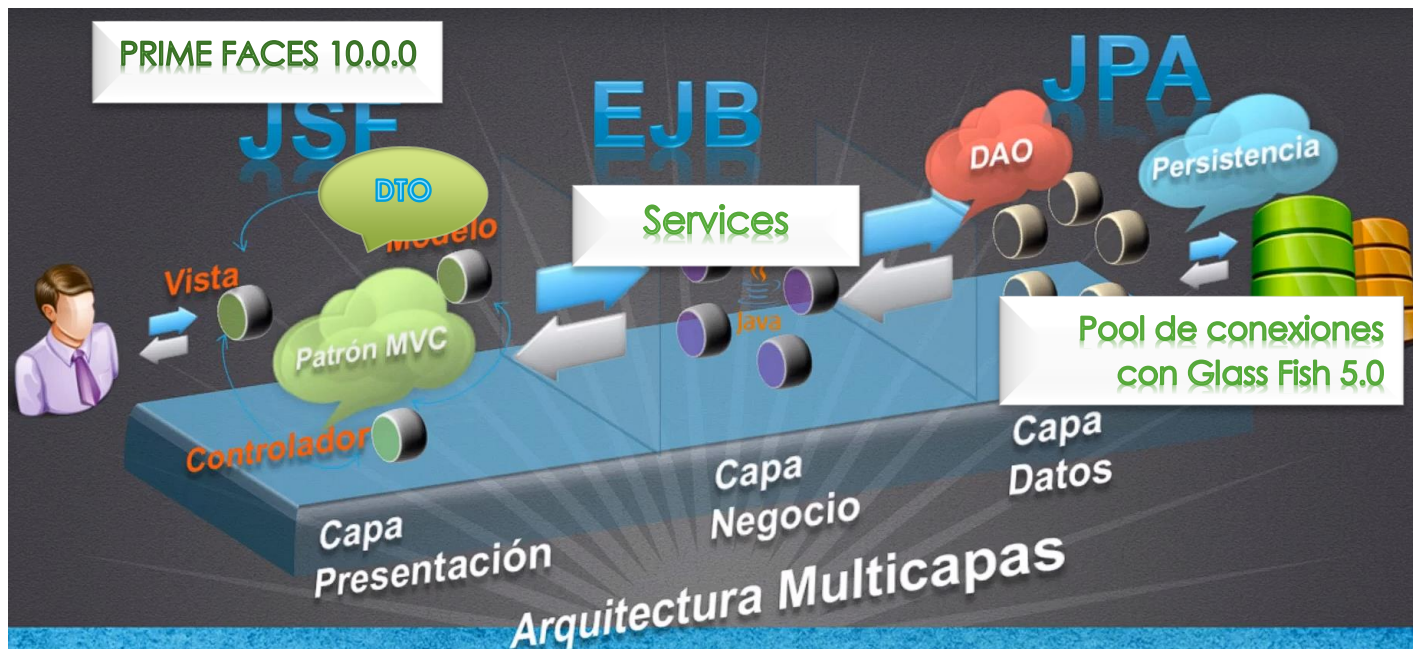 PRIME FACES 10.0.0
JSF
EJB
JPA
DTO
Services
DAO
Persistencia
Vista
Modelo
Patrón MVC
Controlador
Java
Pool de conexiones
con Glass Fish 5.0
Capa
Presentación
Capa
Negocio
Capa
Datos
Arquitectura Multicapas